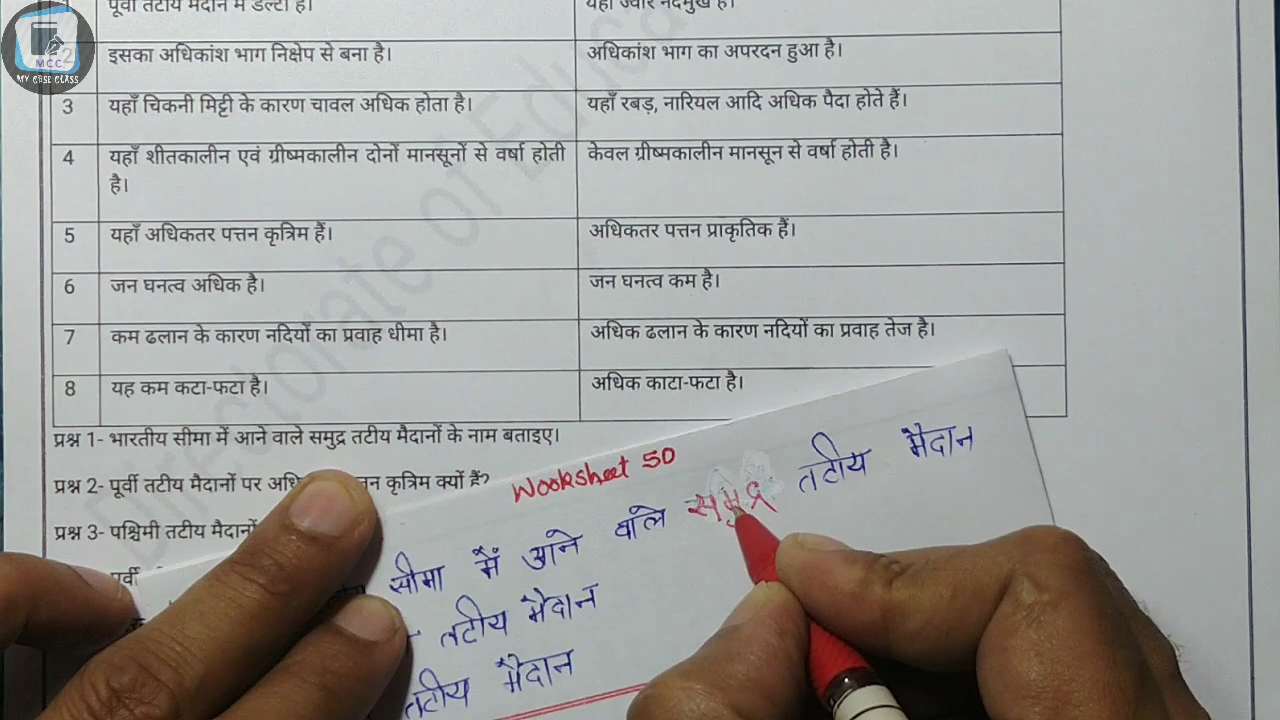 पूर्वी तटीय मैदान में डेल्टा है। यहाँ ज्वार नदमुख है।
इसका अधिकांश भाग निक्षेप से बना है। अधिकांश भाग का अपरदन हुआ है।
3 यहाँ चिकनी मिट्टी के कारण चावल अधिक होता है। यहाँ रबड़, नारियल आदि अधिक पैदा होते हैं।
4 यहाँ शीतकालीन एवं ग्रीष्मकालीन दोनों मानसूनों से वर्षा होती केवल ग्रीष्मकालीन मानसून से वर्षा होती है।
है।
5 यहाँ अधिकतर पत्तन कृत्रिम हैं। अधिकतर पत्तन प्राकृतिक हैं।
6 जन घनत्व अधिक है। जन घनत्व कम है।
7 कम ढलान के कारण नदियों का प्रवाह धीमा है। अधिक ढलान के कारण नदियों का प्रवाह तेज है।
8 यह कम कटा-फटा है। अधिक काटा-फटा है।
प्रश्न 1- भारतीय सीमा में आने वाले समुद्र तटीय मैदानों के नाम बताइए।
प्रश्न 2- पूर्वी तटीय मैदानों पर कृत्रिम क्यों हैं?
प्रश्न 3- पश्चिमी तटीय मैदानों
पूर्वी
Wooksheet 50
सीमा में आने वाले समुद्र तटीय मैदान
तटीय मैदान
तटीय मैदान
Directorate of Educa
MCC
MY CBSE CLASS